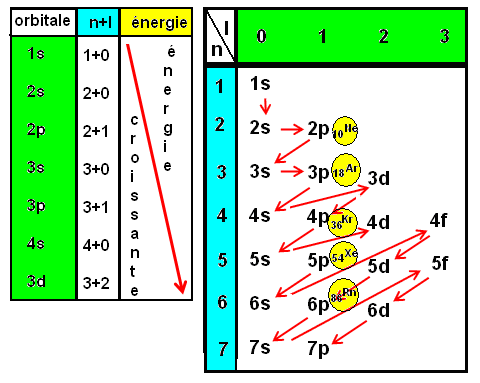 orbitale n+l énergie
1s 1+0
2s 2+0
2p 2+1
3s 3+0
3p 3+1
4s 4+0
3d 3+2
énergie
croissante
l
n 0 1 2 3
1 1s
2 2s 2p 10Ne
3 3s 3p 18Ar 3d
4 4s 4p 36Kr 4d 4f
5 5s 5p 54Xe 5d 5f
6 6s 6p 86Rn 6d
7 7s 7p